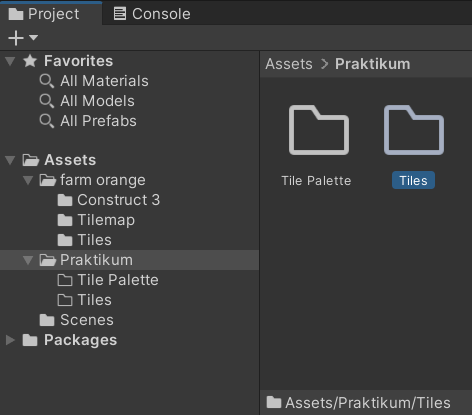 Project
Console
Favorites
All Materials
All Models
All Prefabs
Assets
farm orange
Construct 3
Tilemap
Tiles
Praktikum
Tile Palette
Tiles
Scenes
Packages
Assets > Praktikum
Tile Palette
Tiles
Assets/Praktikum/Tiles